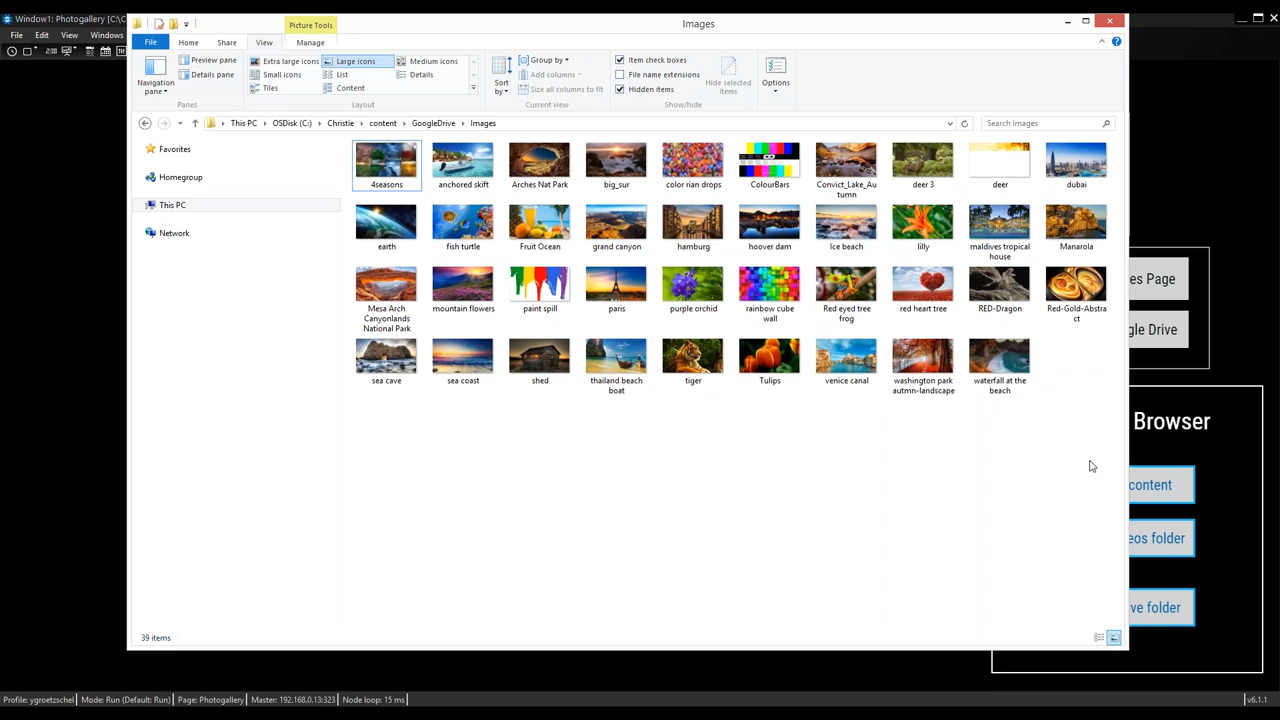 Window1: Photogallery [C:\C
File Edit View Windows
Picture Tools
Images
File Home Share View Manage
Navigation pane
Preview pane
Details pane
Panes
Extra large icons Large icons Medium icons
Small icons List Details
Tiles Content
Layout
Sort by
Group by
Add columns
Size all columns to fit
Current view
Item check boxes
File name extensions
Hidden items
Hide selected items
Show/hide
Options
This PC OSDisk (C:) Christie content GoogleDrive Images
Search Images
Favorites
Homegroup
This PC
Network
4seasons
anchored skift
Arches Nat Park
big_sur
color rian drops
ColourBars
Convict_Lake_Au
tumn
deer 3
deer
dubai
earth
fish turtle
Fruit Ocean
grand canyon
hamburg
hoover dam
Ice beach
lilly
maldives tropical
house
Manarola
Mesa Arch
Canyonlands
National Park
mountain flowers
paint spill
paris
purple orchid
rainbow cube
wall
Red eyed tree
frog
red heart tree
RED-Dragon
Red-Gold-Abstra
ct
sea cave
sea coast
shed
thailand beach
boat
tiger
Tulips
venice canal
washington park
autmn-landscape
waterfall at the
beach
39 items
es Page
gle Drive
Browser
content
eos folder
ve folder
Profile: ygroetzschel Mode: Run (Default: Run) Page: Photogallery Master: 192.168.0.13:323 Node loop: 15 ms
v6.1.1